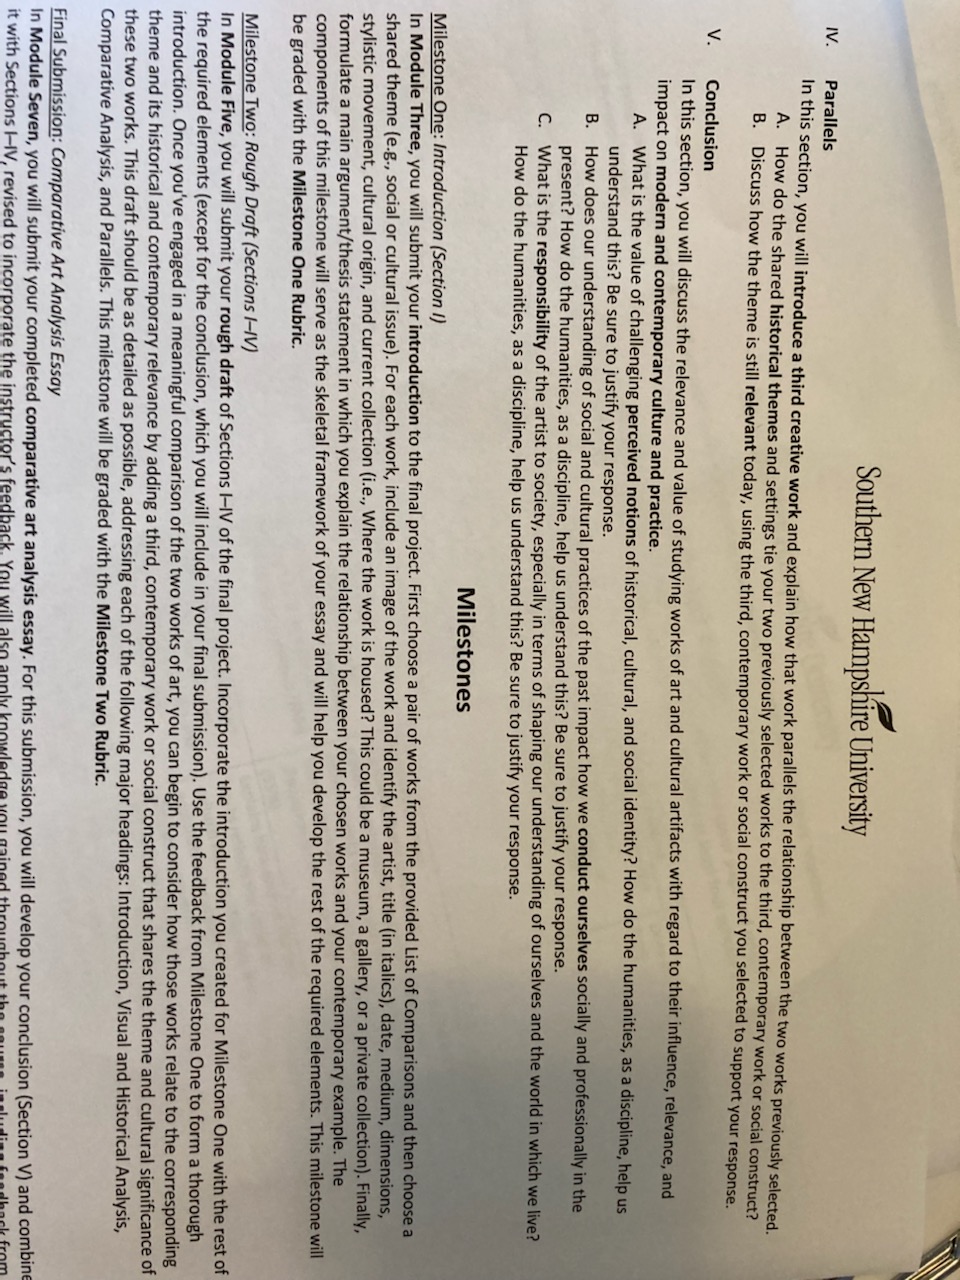 Southern New Hampshire University
IV. Parallels
In this section, you will introduce a third creative work and explain how that work parallels the relationship between the two works previously selected.
A. How do the shared historical themes and settings tie your two previously selected works to the third, contemporary work or social construct?
B. Discuss how the theme is still relevant today, using the third, contemporary work or social construct you selected to support your response.
V. Conclusion
In this section, you will discuss the relevance and value of studying works of art and cultural artifacts with regard to their influence, relevance, and
impact on modern and contemporary culture and practice.
A. What is the value of challenging perceived notions of historical, cultural, and social identity? How do the humanities, as a discipline, help us
understand this? Be sure to justify your response.
B. How does our understanding of social and cultural practices of the past impact how we conduct ourselves socially and professionally in the
present? How do the humanities, as a discipline, help us understand this? Be sure to justify your response.
C. What is the responsibility of the artist to society, especially in terms of shaping our understanding of ourselves and the world in which we live?
How do the humanities, as a discipline, help us understand this? Be sure to justify your response.
Milestones
Milestone One: Introduction (Section I)
In Module Three, you will submit your introduction to the final project. First choose a pair of works from the provided List of Comparisons and then choose a
shared theme (e.g., social or cultural issue). For each work, include an image of the work and identify the artist, title (in italics), date, medium, dimensions,
stylistic movement, cultural origin, and current collection (i.e., Where the work is housed? This could be a museum, a gallery, or a private collection). Finally,
formulate a main argument/thesis statement in which you explain the relationship between your chosen works and your contemporary example. The
components of this milestone will serve as the skeletal framework of your essay and will help you develop the rest of the required elements. This milestone will
be graded with the Milestone One Rubric.
Milestone Two: Rough Draft (Sections I–IV)
In Module Five, you will submit your rough draft of Sections I–IV of the final project. Incorporate the introduction you created for Milestone One with the rest of
the required elements (except for the conclusion, which you will include in your final submission). Use the feedback from Milestone One to form a thorough
introduction. Once you've engaged in a meaningful comparison of the two works of art, you can begin to consider how those works relate to the corresponding
theme and its historical and contemporary relevance by adding a third, contemporary work or social construct that shares the theme and cultural significance of
these two works. This draft should be as detailed as possible, addressing each of the following major headings: Introduction, Visual and Historical Analysis,
Comparative Analysis, and Parallels. This milestone will be graded with the Milestone Two Rubric.
Final Submission: Comparative Art Analysis Essay
In Module Seven, you will submit your completed comparative art analysis essay. For this submission, you will develop your conclusion (Section V) and combine
it with Sections I–IV, revised to incorporate the instructor's feedback. You will also apply knowledge you gained throughout the course, including feedback from